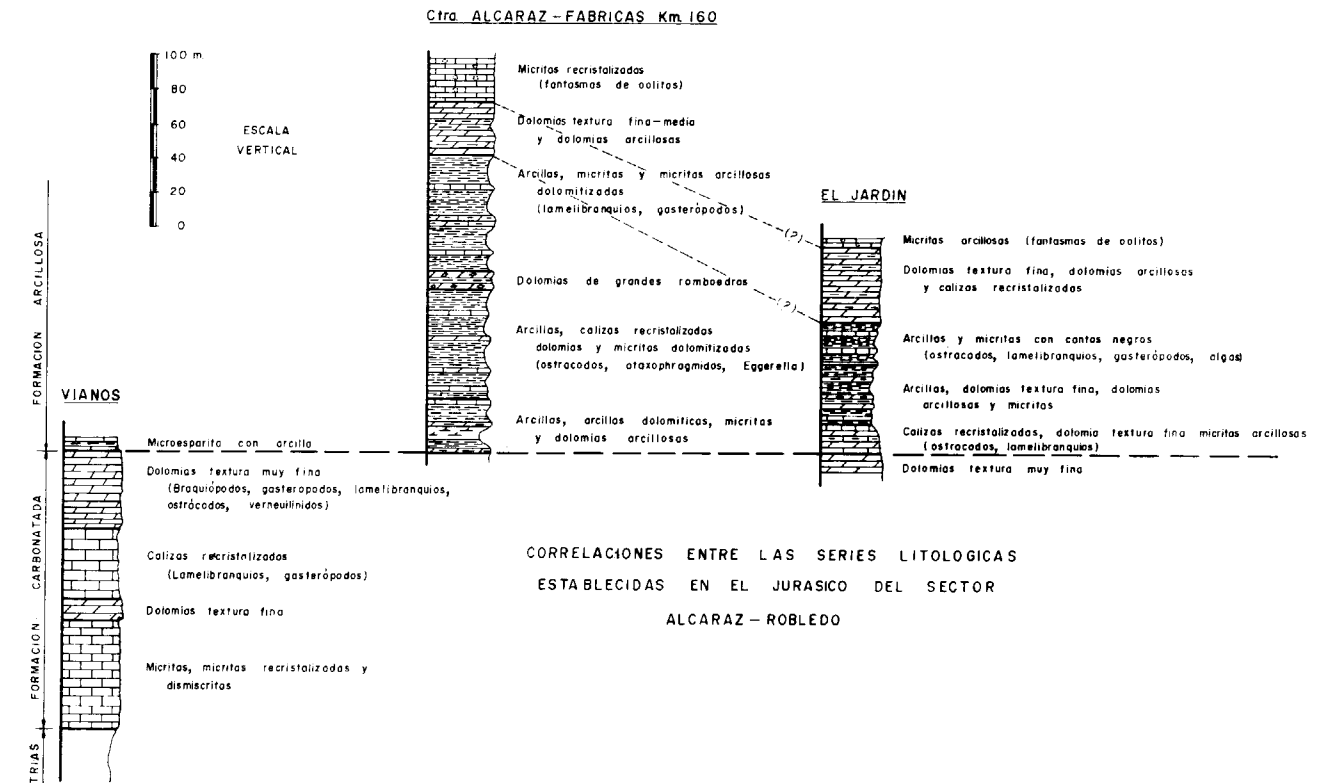 Ctra. ALCARAZ – FABRICAS Km. 160
100 m.
80
60
40
20
0
ESCALA
VERTICAL
Micritas recristalizadas
(fantasmas de oolitos)
Dolomias textura fina-media
y dolomias arcillosas
Arcillas, micritas y micritas arcillosas
dolomitizadas
(lamelibranquios, gasterópodos)
Dolomias de grandes romboedros
Arcillas, calizas recristalizadas
dolomias y micritas dolomitizadas
(ostracodos, ataxophragmidos, Eggerella)
Arcillas, arcillas dolomiticas, micritas
y dolomias arcillosas
(?)
(?)
EL JARDIN
Micritas arcillosas (fantasmas de oolitos)
Dolomias textura fina, dolomias arcillosas
y calizas recristalizadas
Arcillas y micritas con cantos negros
(ostracodos, lamelibranquios, gasterópodos, algas)
Arcillas, dolomias textura fina, dolomias
arcillosas y micritas
Calizas recristalizadas, dolomia textura fina micritas arcillosas
(ostracodos, lamelibranquios)
Dolomias textura muy fina
VIANOS
Microesparita con arcilla
Dolomias textura muy fina
(Braquiópodos, gasteropodos, lamelibranquios,
ostrácodos, verneuilinidos)
Calizas recristalizadas
(Lamelibranquios, gasterópodos)
Dolomias textura fina
Micritas, micritas recristalizadas y
dismiscritas
FORMACION ARCILLOSA
FORMACION CARBONATADA
TRIAS
CORRELACIONES ENTRE LAS SERIES LITOLOGICAS
ESTABLECIDAS EN EL JURASICO DEL SECTOR
ALCARAZ – ROBLEDO